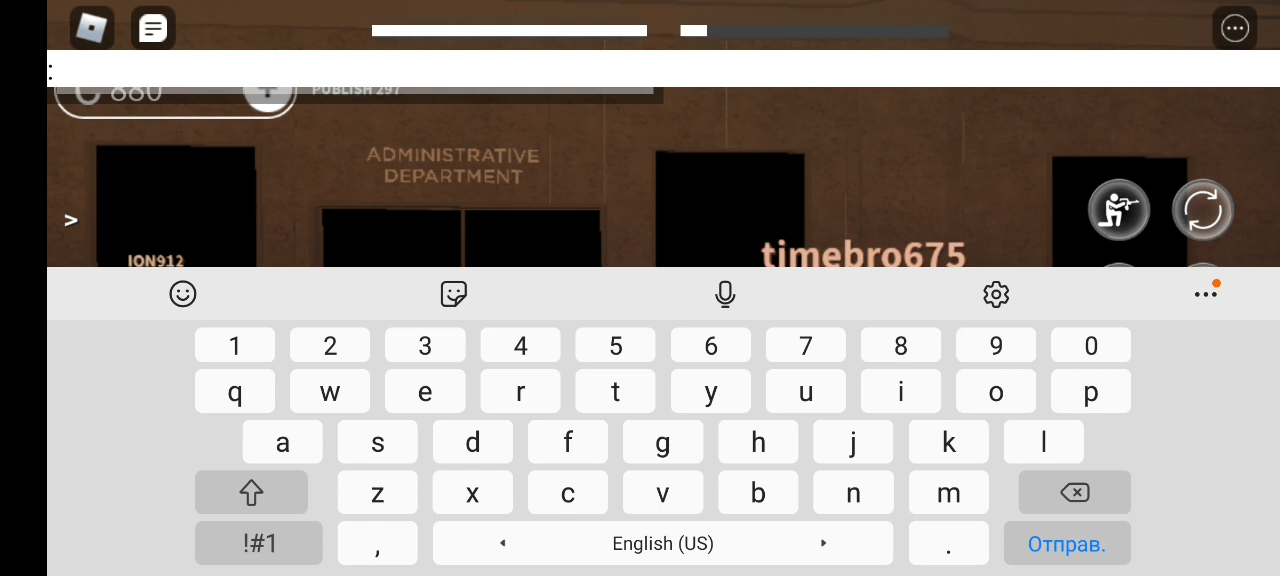 :
C 880 +
PUBLISH 297
ADMINISTRATIVE
DEPARTMENT
>
ION912
timebro675
1 2 3 4 5 6 7 8 9 0
q w e r t y u i o p
a s d f g h j k l
z x c v b n m
!#1 , English (US) . Отправ.